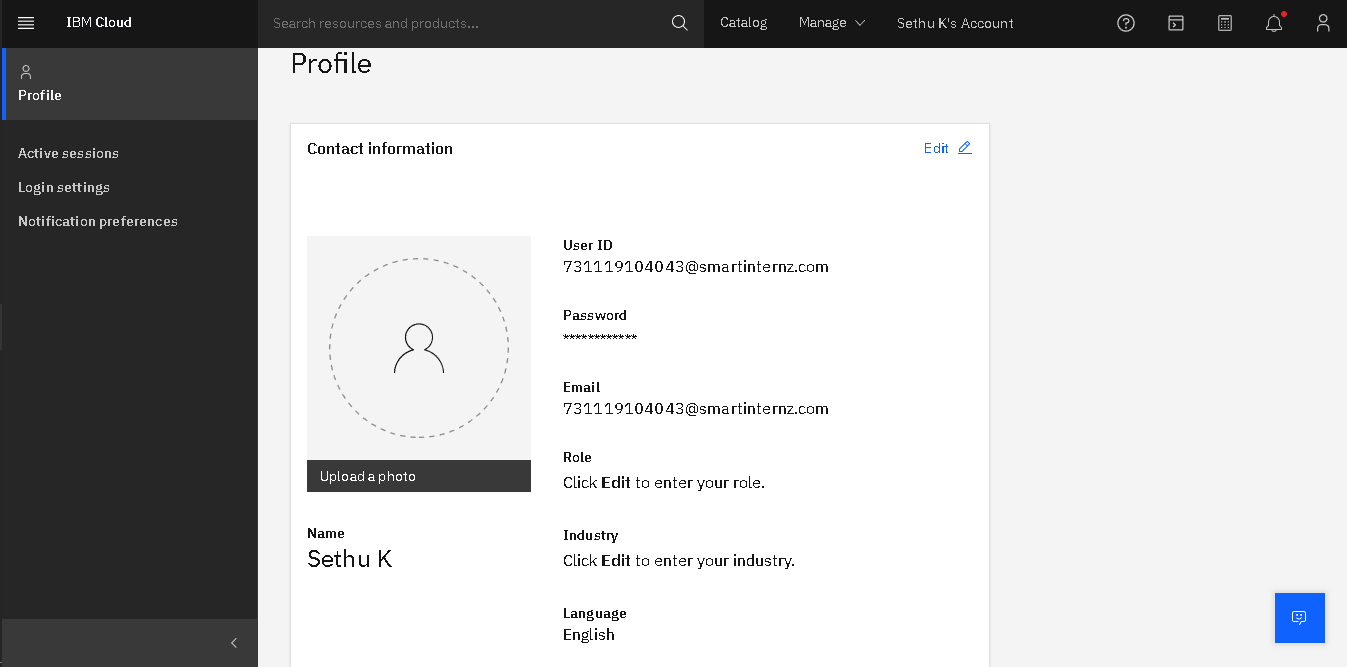 IBM Cloud
Search resources and products...
Catalog
Manage
Sethu K's Account
Profile
Active sessions
Login settings
Notification preferences
Profile
Contact information
Edit
Upload a photo
Name
Sethu K
User ID
731119104043@smartinternz.com
Password
************
Email
731119104043@smartinternz.com
Role
Click Edit to enter your role.
Industry
Click Edit to enter your industry.
Language
English